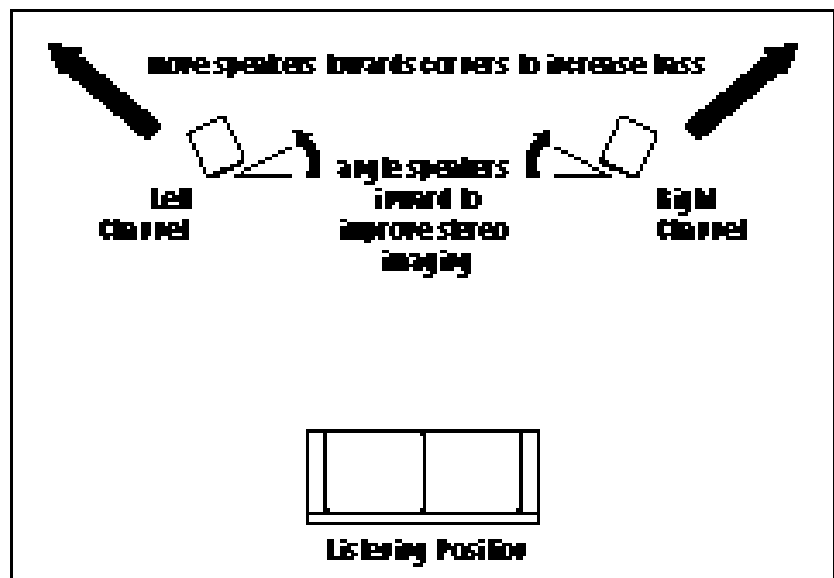 move speakers towards corners to increase bass
angle speakers
inward to
improve stereo
imaging
Left
Channel
Right
Channel
Listening Position